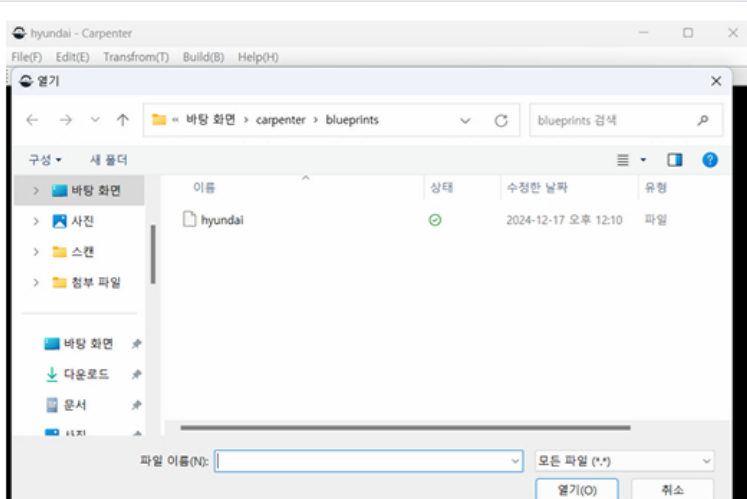 hyundai - Carpenter
File(F) Edit(E) Transfrom(T) Build(B) Help(H)
열기
« 바탕 화면 > carpenter > blueprints
blueprints 검색
구성 새 폴더
이름 상태 수정한 날짜 유형
바탕 화면
hyundai 2024-12-17 오후 12:10 파일
사진
스캔
첨부 파일
바탕 화면
다운로드
문서
사진
파일 이름(N): 모든 파일 (*.*)
열기(O) 취소